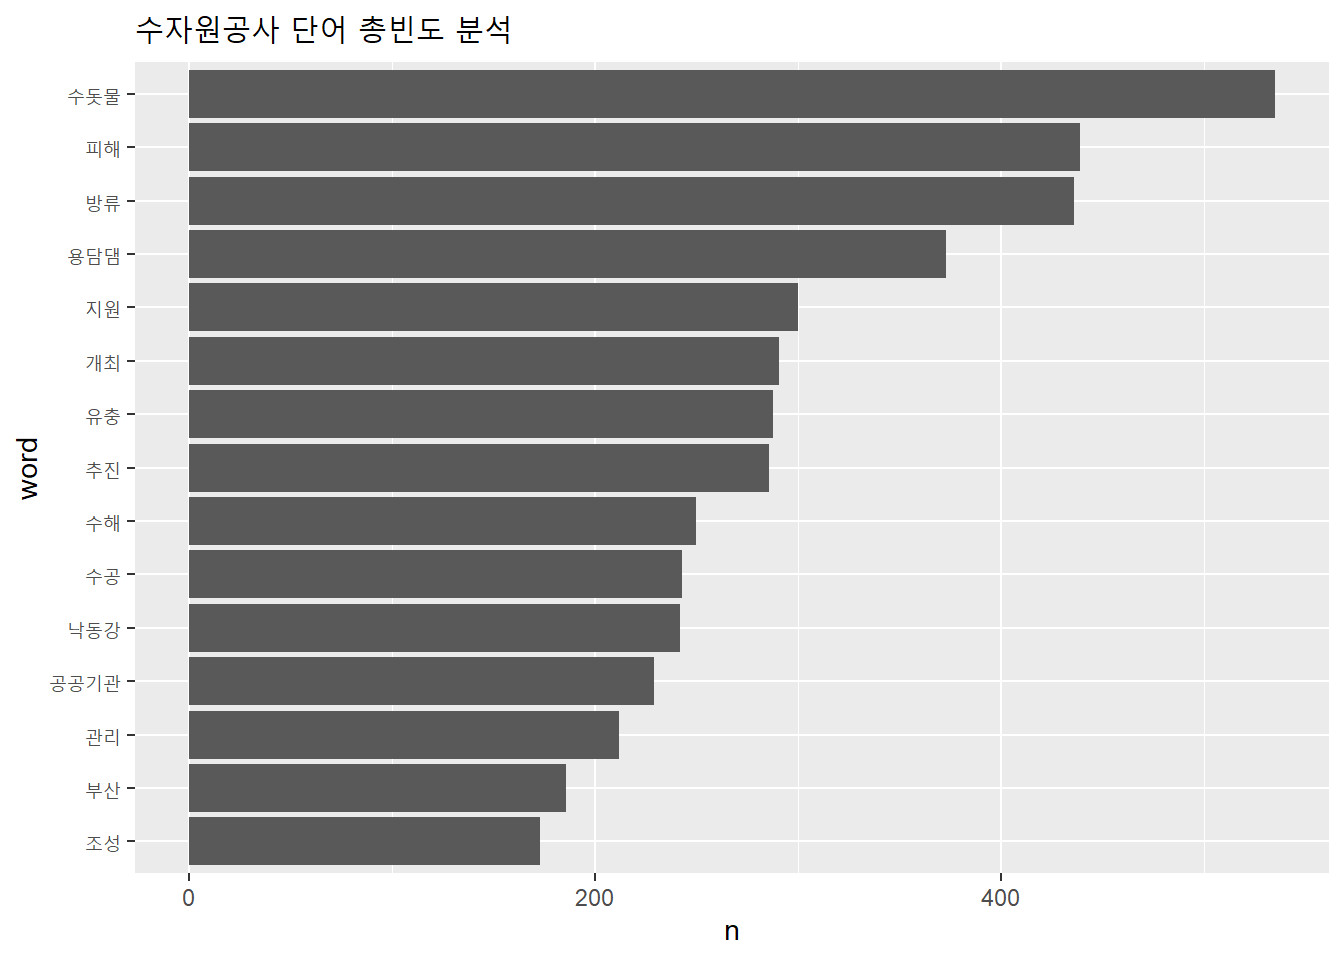 수자원공사 단어 총빈도 분석
word
수돗물
피해
방류
용담댐
지원
개최
유충
추진
수해
수공
낙동강
공공기관
관리
부산
조성
0 200 400
n